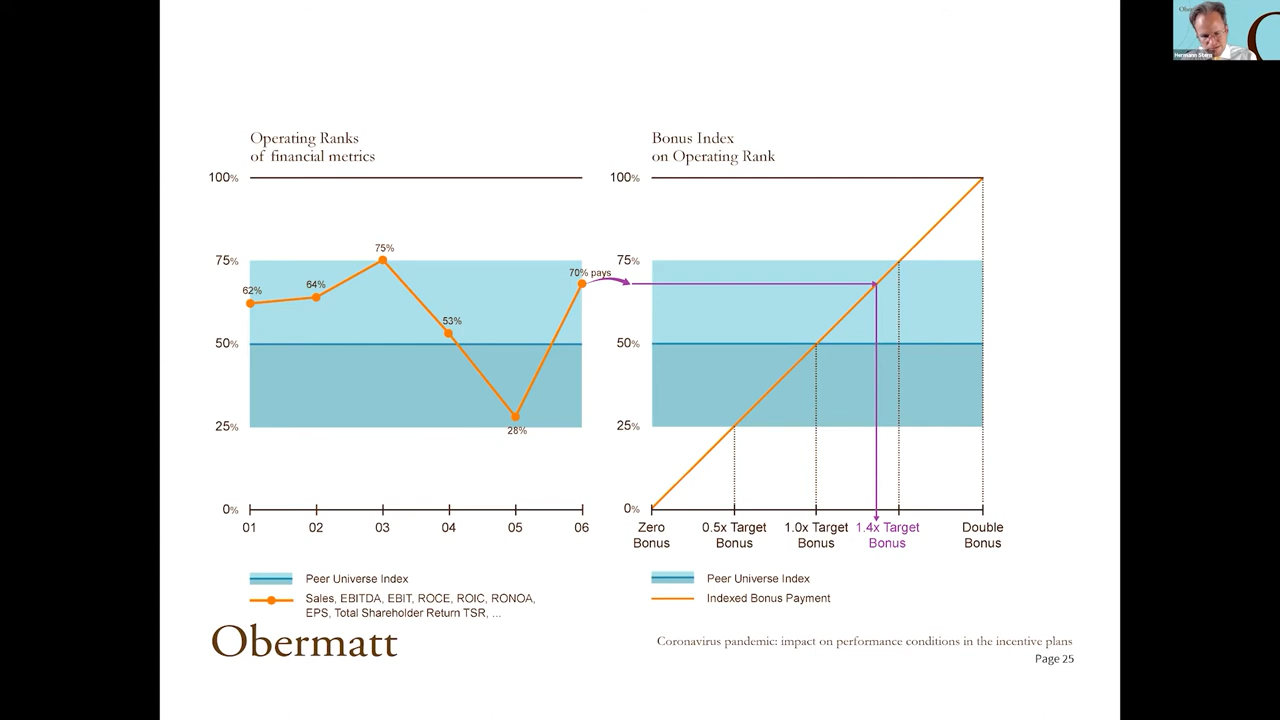 Hermann Stern
Operating Ranks
of financial metrics
100%
75%
50%
25%
0%
62%
64%
75%
53%
28%
70% pays
01 02 03 04 05 06
Peer Universe Index
Sales, EBITDA, EBIT, ROCE, ROIC, RONOA,
EPS, Total Shareholder Return TSR, ...
Bonus Index
on Operating Rank
100%
75%
50%
25%
0%
Zero
Bonus
0.5x Target
Bonus
1.0x Target
Bonus
1.4x Target
Bonus
Double
Bonus
Peer Universe Index
Indexed Bonus Payment
Obermatt
Coronavirus pandemic: impact on performance conditions in the incentive plans
Page 25